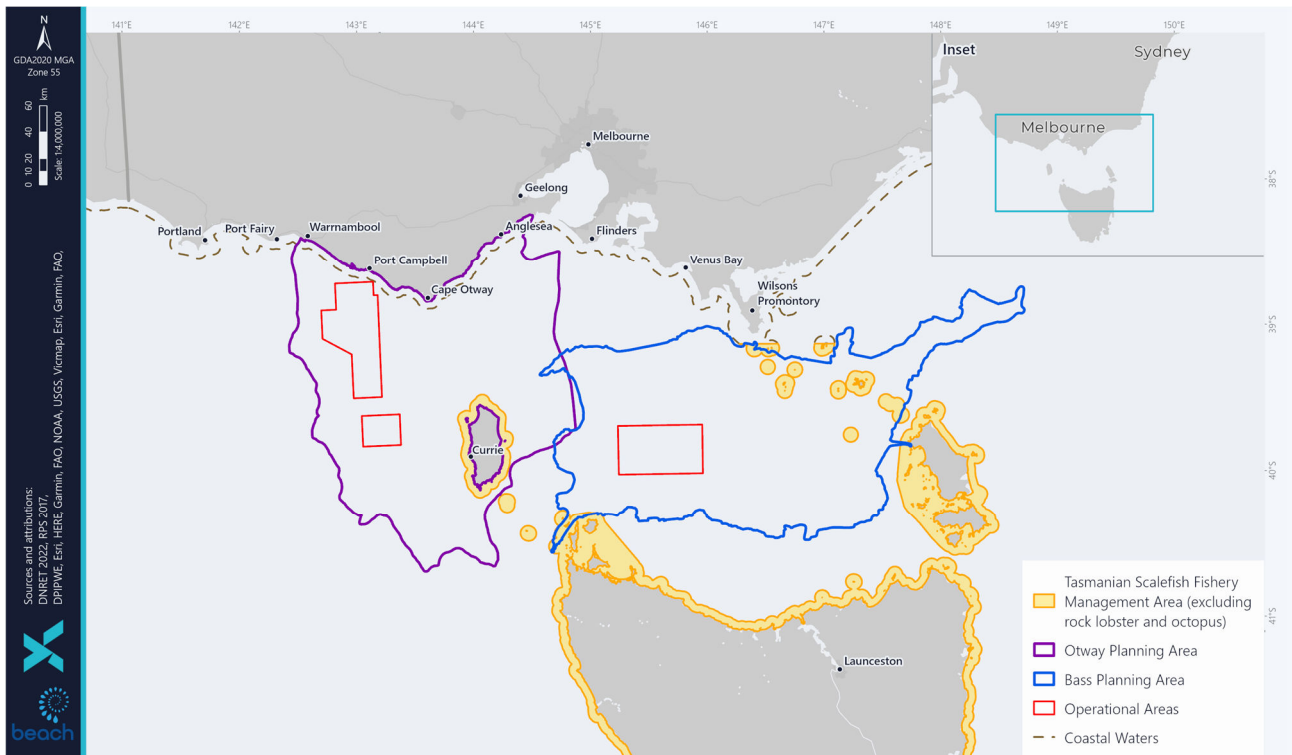 N
GDA2020 MGA
Zone 55
0 10 20 40 60
km
Scale: 1:4,000,000
Sources and attributions:
DNRET 2022, RPS 2017,
DPIPWE, Esri, HERE, Garmin, FAO, NOAA, USGS, Vicmap, Esri, Garmin, FAO,
beach
141°E
142°E
143°E
144°E
145°E
146°E
147°E
148°E
149°E
150°E
38°S
39°S
40°S
41°S
Inset
Sydney
Melbourne
Melbourne
Geelong
Portland
Port Fairy
Warrnambool
Anglesea
Flinders
Port Campbell
Venus Bay
Cape Otway
Wilsons
Promontory
Currie
Launceston
Tasmanian Scalefish Fishery
Management Area (excluding
rock lobster and octopus)
Otway Planning Area
Bass Planning Area
Operational Areas
Coastal Waters